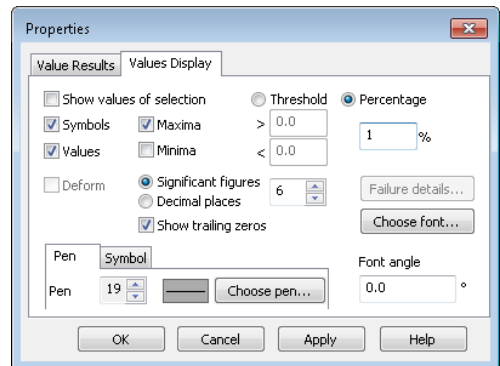 Properties
Value Results Values Display
Show values of selection Threshold Percentage
Symbols Maxima > 0.0 1 %
Values Minima < 0.0
Deform Significant figures 6 Failure details...
Decimal places
Show trailing zeros Choose font...
Pen Symbol Font angle
Pen 19 Choose pen... 0.0 °
OK Cancel Apply Help